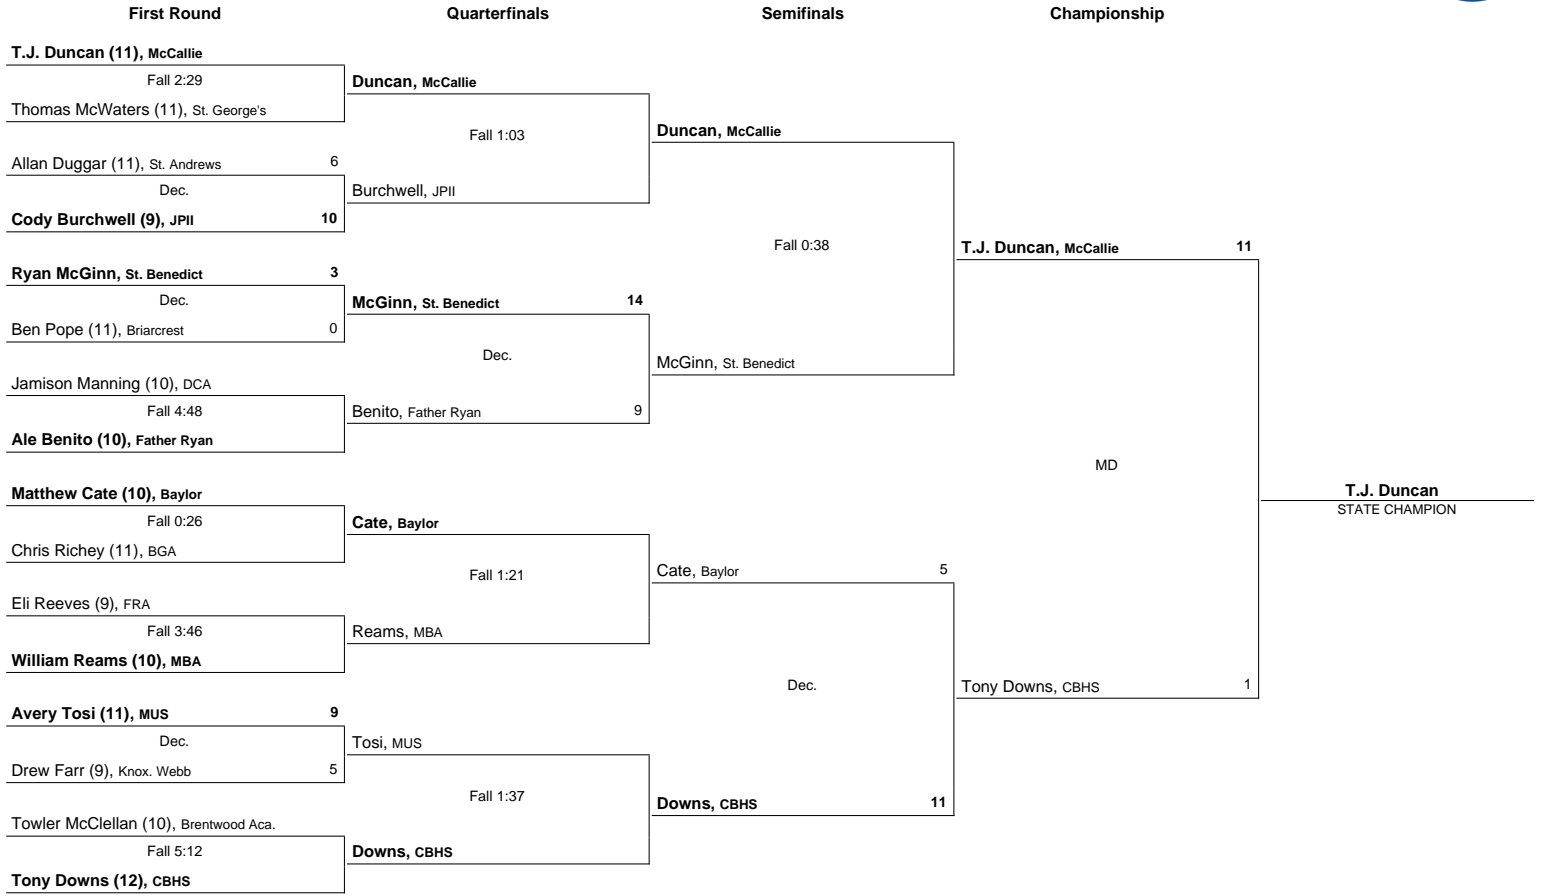 First Round
Quarterfinals
Semifinals
Championship
T.J. Duncan (11), McCallie
Fall 2:29
Thomas McWaters (11), St. George's
Allan Duggar (11), St. Andrews 6
Dec.
Cody Burchwell (9), JPII 10
Ryan McGinn, St. Benedict 3
Dec.
Ben Pope (11), Briarcrest 0
Jamison Manning (10), DCA
Fall 4:48
Ale Benito (10), Father Ryan
Matthew Cate (10), Baylor
Fall 0:26
Chris Richey (11), BGA
Eli Reeves (9), FRA
Fall 3:46
William Reams (10), MBA
Avery Tosi (11), MUS 9
Dec.
Drew Farr (9), Knox. Webb 5
Towler McClellan (10), Brentwood Aca.
Fall 5:12
Tony Downs (12), CBHS
Duncan, McCallie
Fall 1:03
Burchwell, JPII
McGinn, St. Benedict 14
Dec.
Benito, Father Ryan 9
Cate, Baylor
Fall 1:21
Reams, MBA
Tosi, MUS
Fall 1:37
Downs, CBHS
Duncan, McCallie
Fall 0:38
McGinn, St. Benedict
Cate, Baylor 5
Dec.
Downs, CBHS 11
T.J. Duncan, McCallie 11
MD
Tony Downs, CBHS 1
T.J. Duncan
STATE CHAMPION